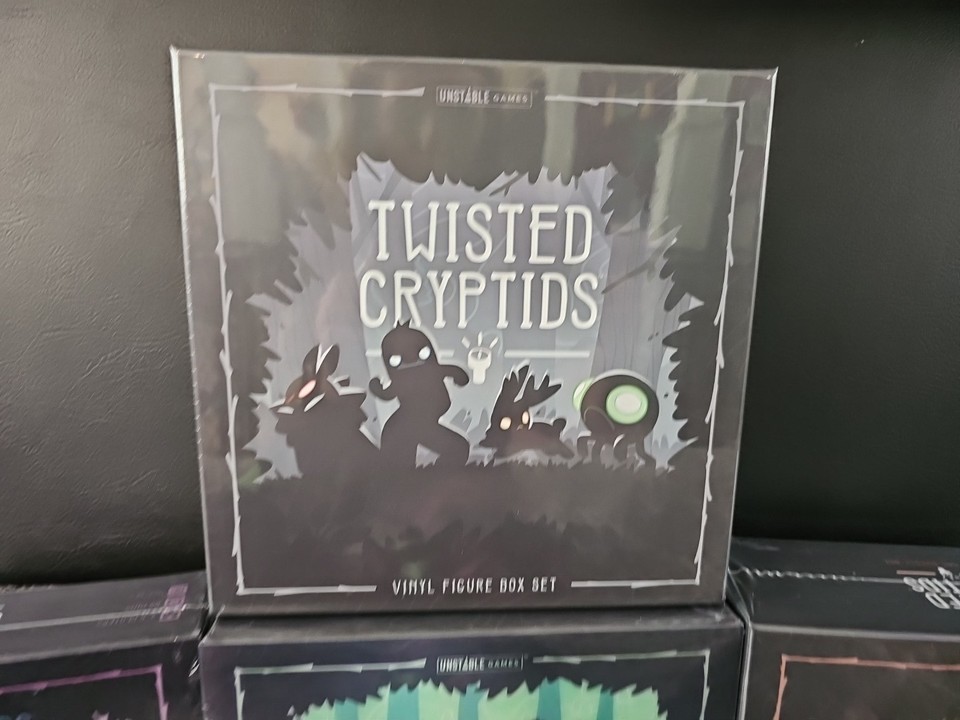 UNSTABLE GAMES
TWISTED
CRYPTIDS
VINYL FIGURE BOX SET
UNSTABLE GAMES